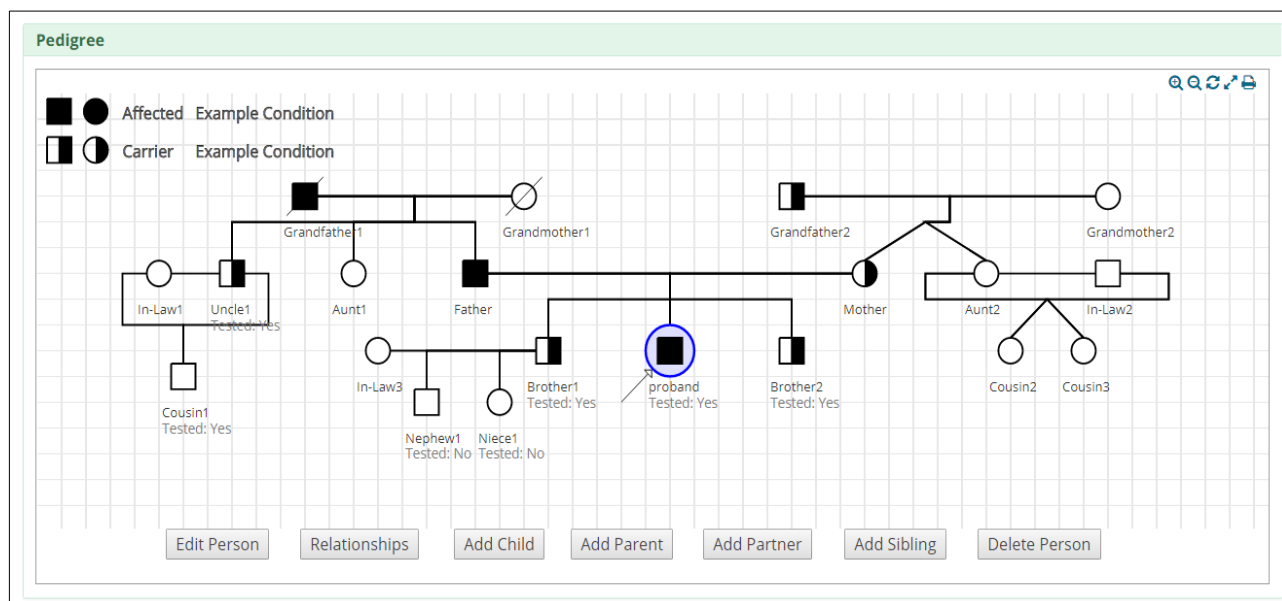 Pedigree
Affected Example Condition
Carrier Example Condition
Grandfather1 Grandmother1 Grandfather2 Grandmother2
In-Law1 Uncle1 Aunt1 Father Mother Aunt2 In-Law2
Tested: Yes
In-Law3 Brother1 proband Brother2 Cousin2 Cousin3
Tested: Yes Tested: Yes Tested: Yes
Cousin1
Tested: Yes
Nephew1 Niece1
Tested: No Tested: No
Edit Person Relationships Add Child Add Parent Add Partner Add Sibling Delete Person